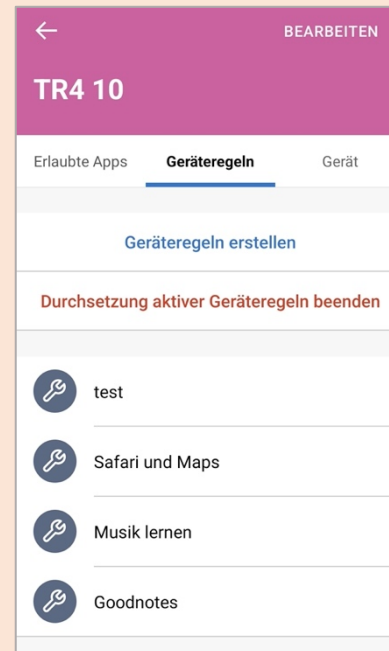 BEARBEITEN
TR4 10
Erlaubte Apps Geräteregeln Gerät
Geräteregeln erstellen
Durchsetzung aktiver Geräteregeln beenden
test
Safari und Maps
Musik lernen
Goodnotes